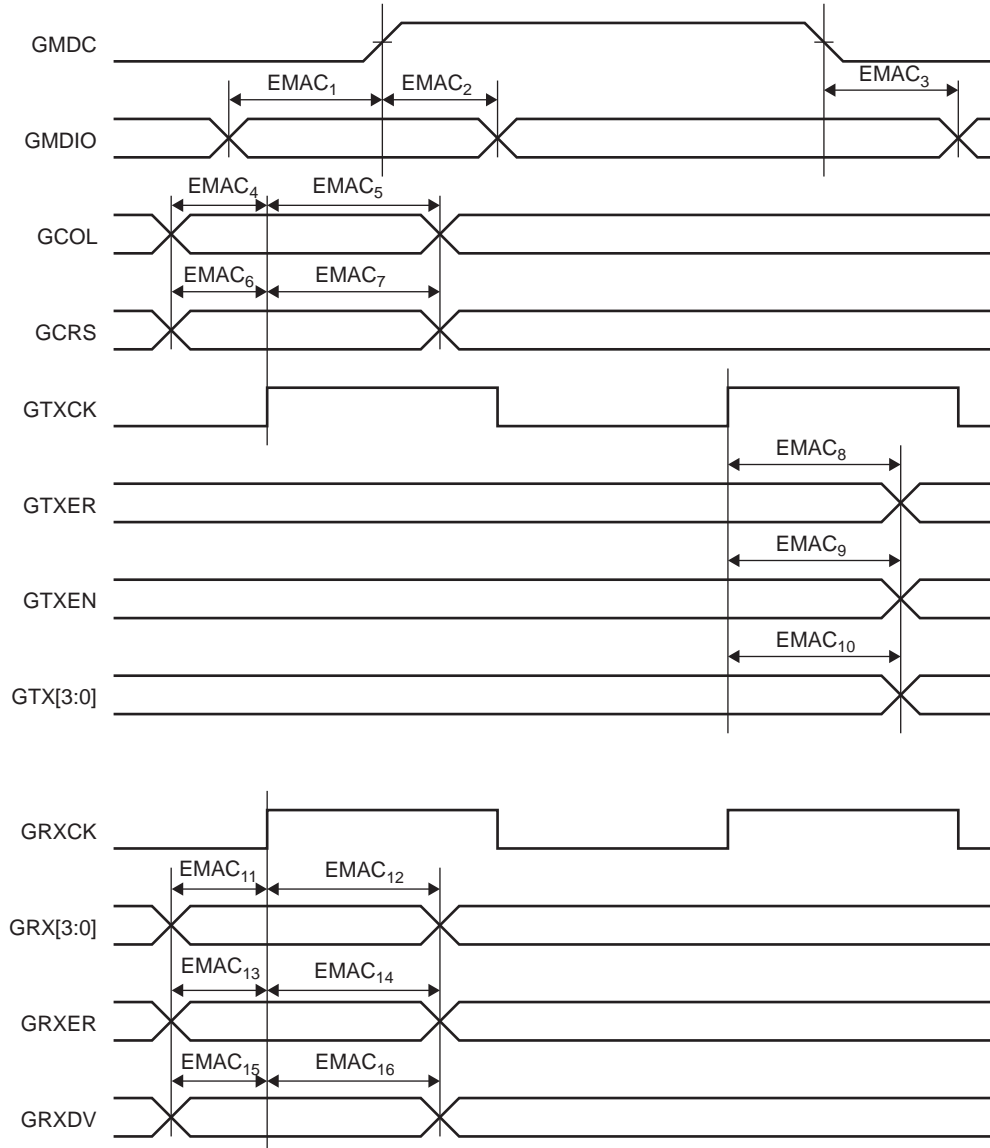 GMDC
EMAC1 EMAC2 EMAC3
GMDIO
EMAC4 EMAC5
GCOL
EMAC6 EMAC7
GCRS
GTXCK
EMAC8
GTXER
EMAC9
GTXEN
EMAC10
GTX[3:0]
GRXCK
EMAC11 EMAC12
GRX[3:0]
EMAC13 EMAC14
GRXER
EMAC15 EMAC16
GRXDV